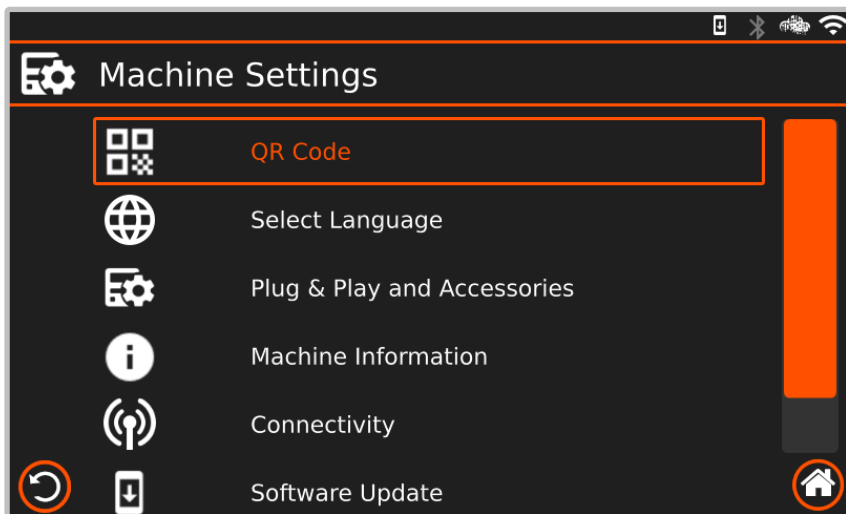 Machine Settings
QR Code
Select Language
Plug & Play and Accessories
Machine Information
Connectivity
Software Update